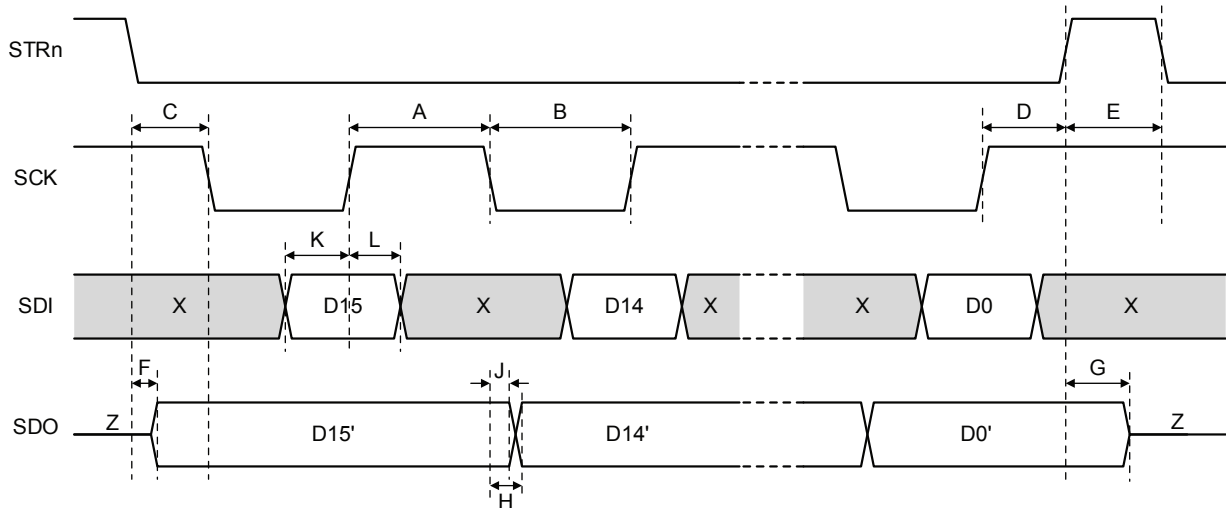 STRn
C A B D E
SCK
K L
SDI X D15 X D14 X X D0 X
F J G
SDO Z D15' D14' D0' Z
H